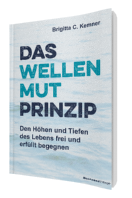 Brigitte C. Kemner
DAS
WELLEN
MUT
PRINZIP
Den Höhen und Tiefen
des Lebens frei und
erfüllt begegnen